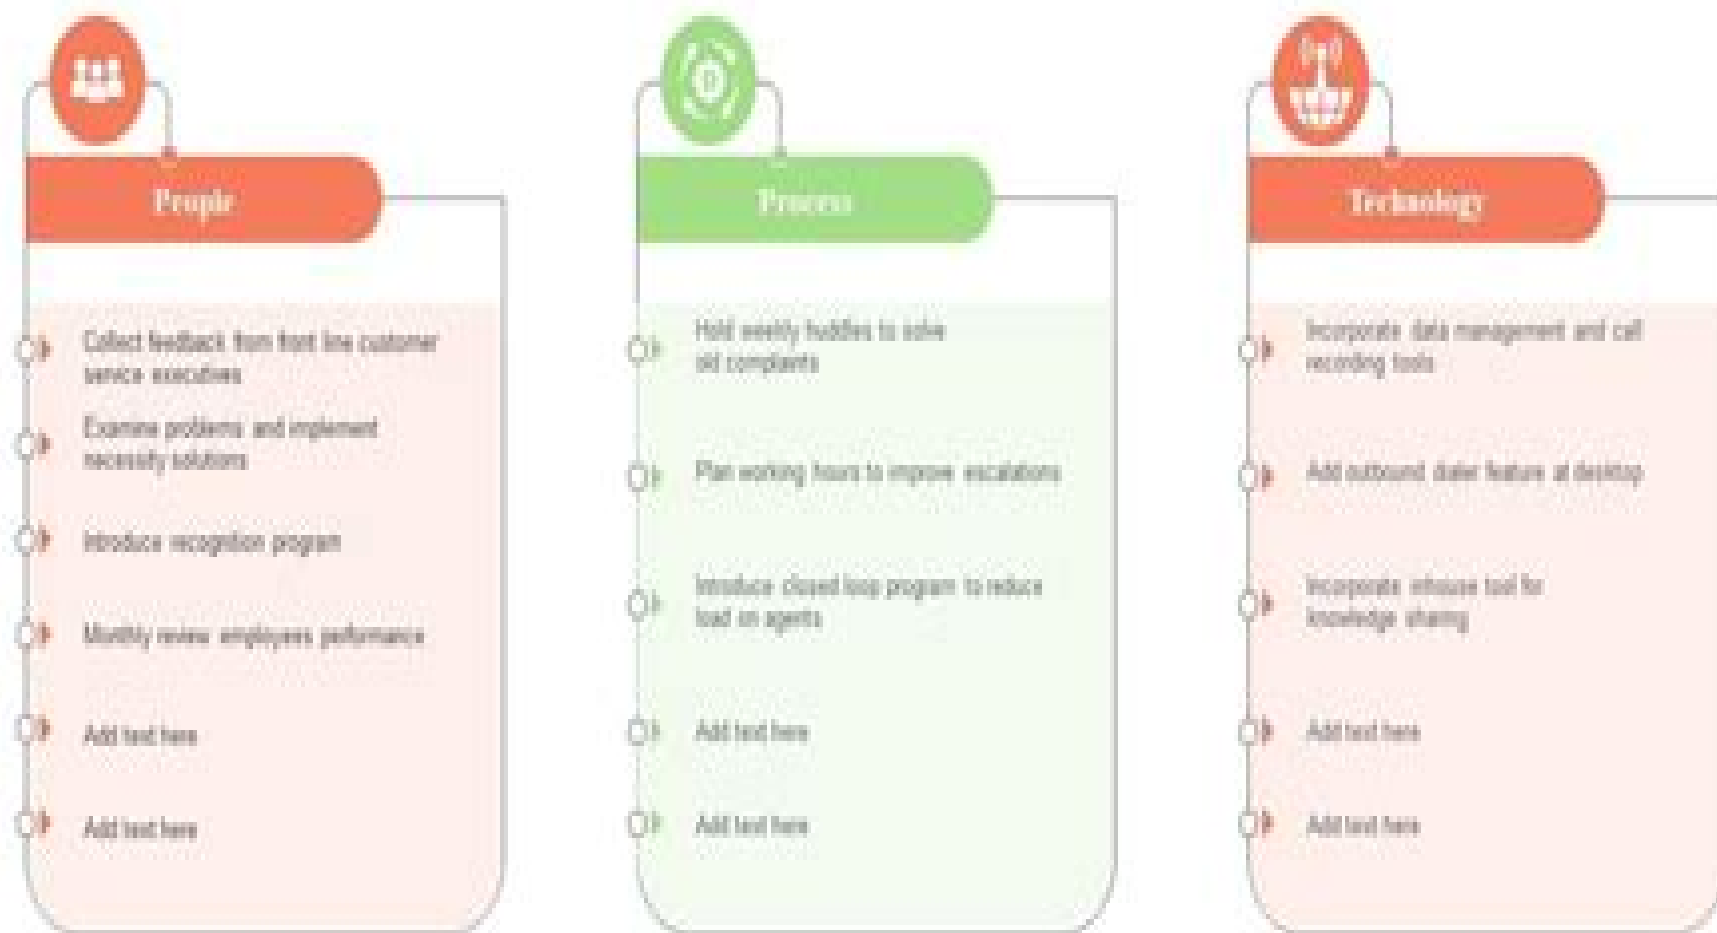 People
Collect feedback from front line customer
service executives
Examine problems and implement
necessity solutions
Introduce recognition program
Monthly review employees performance
Add text here
Add text here
Process
Hold weekly huddles to solve
old complaints
Plan working hours to improve escalations
Introduce closed loop program to reduce
load on agents
Add text here
Add text here
Technology
Incorporate data management and call
recording tools
Add outbound dialer feature at desktop
Incorporate inhouse tool for
knowledge sharing
Add text here
Add text here